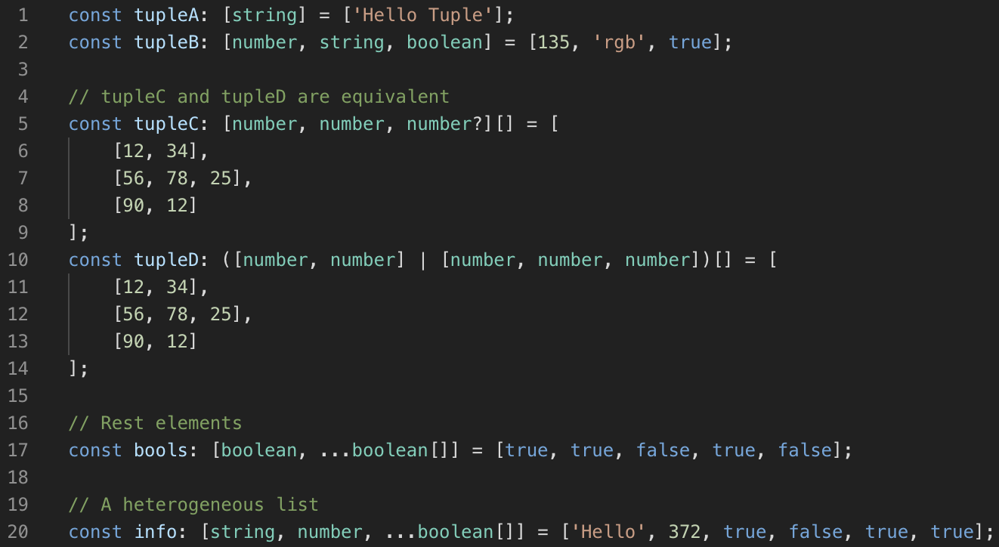 1 const tupleA: [string] = ['Hello Tuple'];
2 const tupleB: [number, string, boolean] = [135, 'rgb', true];
3
4 // tupleC and tupleD are equivalent
5 const tupleC: [number, number, number?][] = [
6     [12, 34],
7     [56, 78, 25],
8     [90, 12]
9 ];
10 const tupleD: ([number, number] | [number, number, number])[] = [
11     [12, 34],
12     [56, 78, 25],
13     [90, 12]
14 ];
15
16 // Rest elements
17 const bools: [boolean, ...boolean[]] = [true, true, false, true, false];
18
19 // A heterogeneous list
20 const info: [string, number, ...boolean[]] = ['Hello', 372, true, false, true, true];